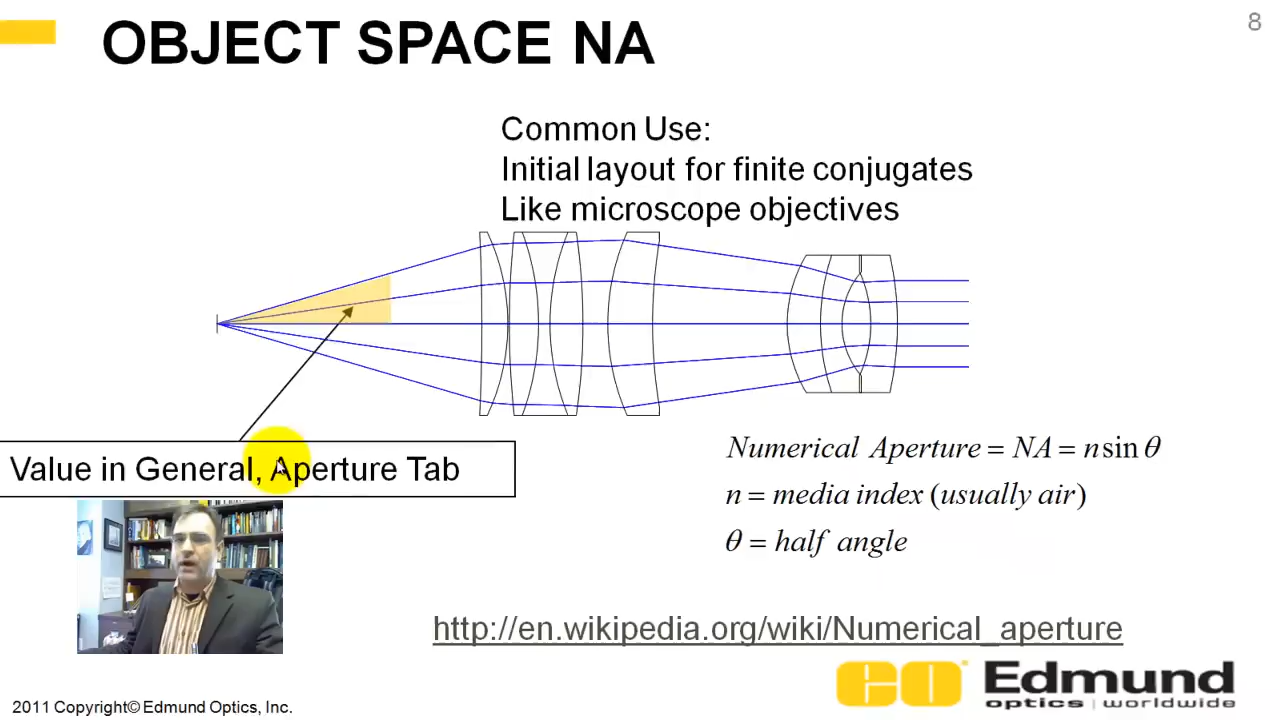 8
OBJECT SPACE NA
Common Use:
Initial layout for finite conjugates
Like microscope objectives
Value in General, Aperture Tab
Numerical Aperture = NA = n sin θ
n = media index (usually air)
θ = half angle
http://en.wikipedia.org/wiki/Numerical_aperture
EO Edmund
optics | worldwide
2011 Copyright© Edmund Optics, Inc.